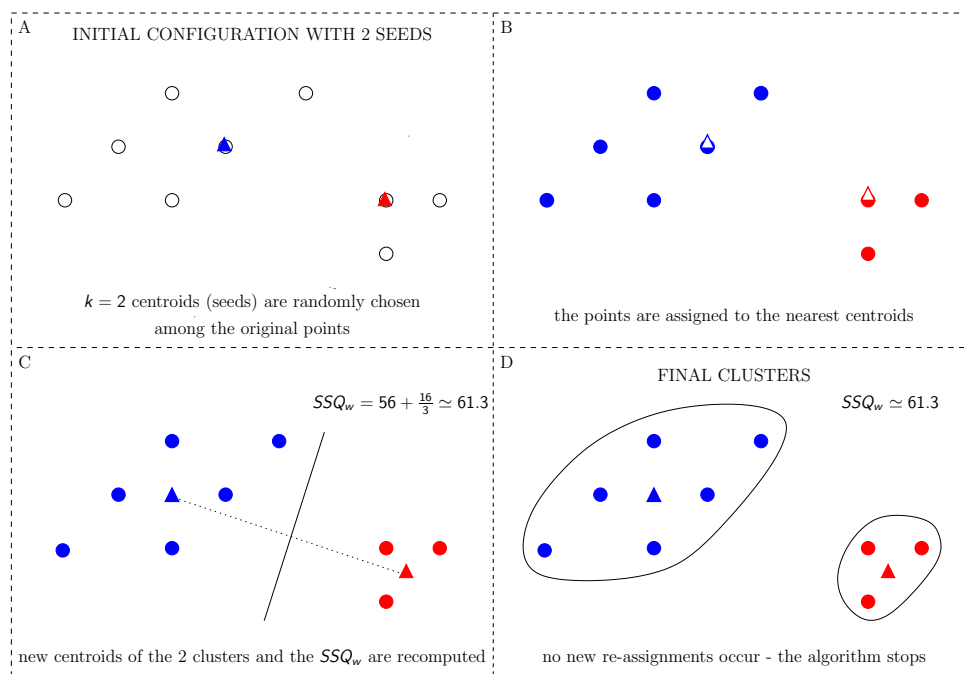 A
INITIAL CONFIGURATION WITH 2 SEEDS
k = 2 centroids (seeds) are randomly chosen
among the original points
B
the points are assigned to the nearest centroids
C
SSQ_w = 56 + 16/3 ≃ 61.3
new centroids of the 2 clusters and the SSQ_w are recomputed
D
FINAL CLUSTERS
SSQ_w ≃ 61.3
no new re-assignments occur - the algorithm stops